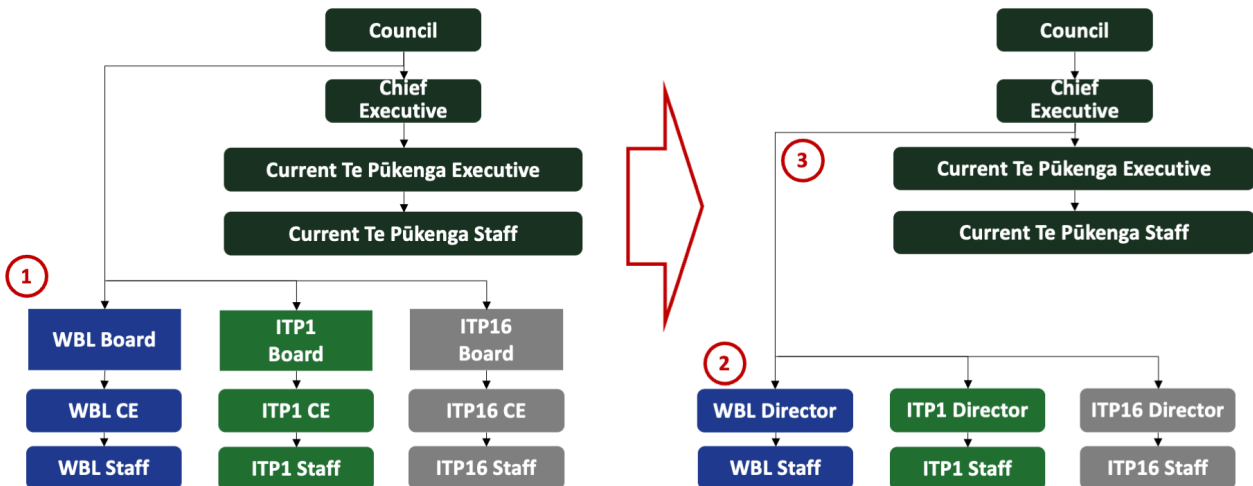 Council
Chief
Executive
Current Te Pūkenga Executive
Current Te Pūkenga Staff
1
WBL Board
ITP1
Board
ITP16
Board
WBL CE
ITP1 CE
ITP16 CE
WBL Staff
ITP1 Staff
ITP16 Staff
Council
Chief
Executive
3
Current Te Pūkenga Executive
Current Te Pūkenga Staff
2
WBL Director
ITP1 Director
ITP16 Director
WBL Staff
ITP1 Staff
ITP16 Staff